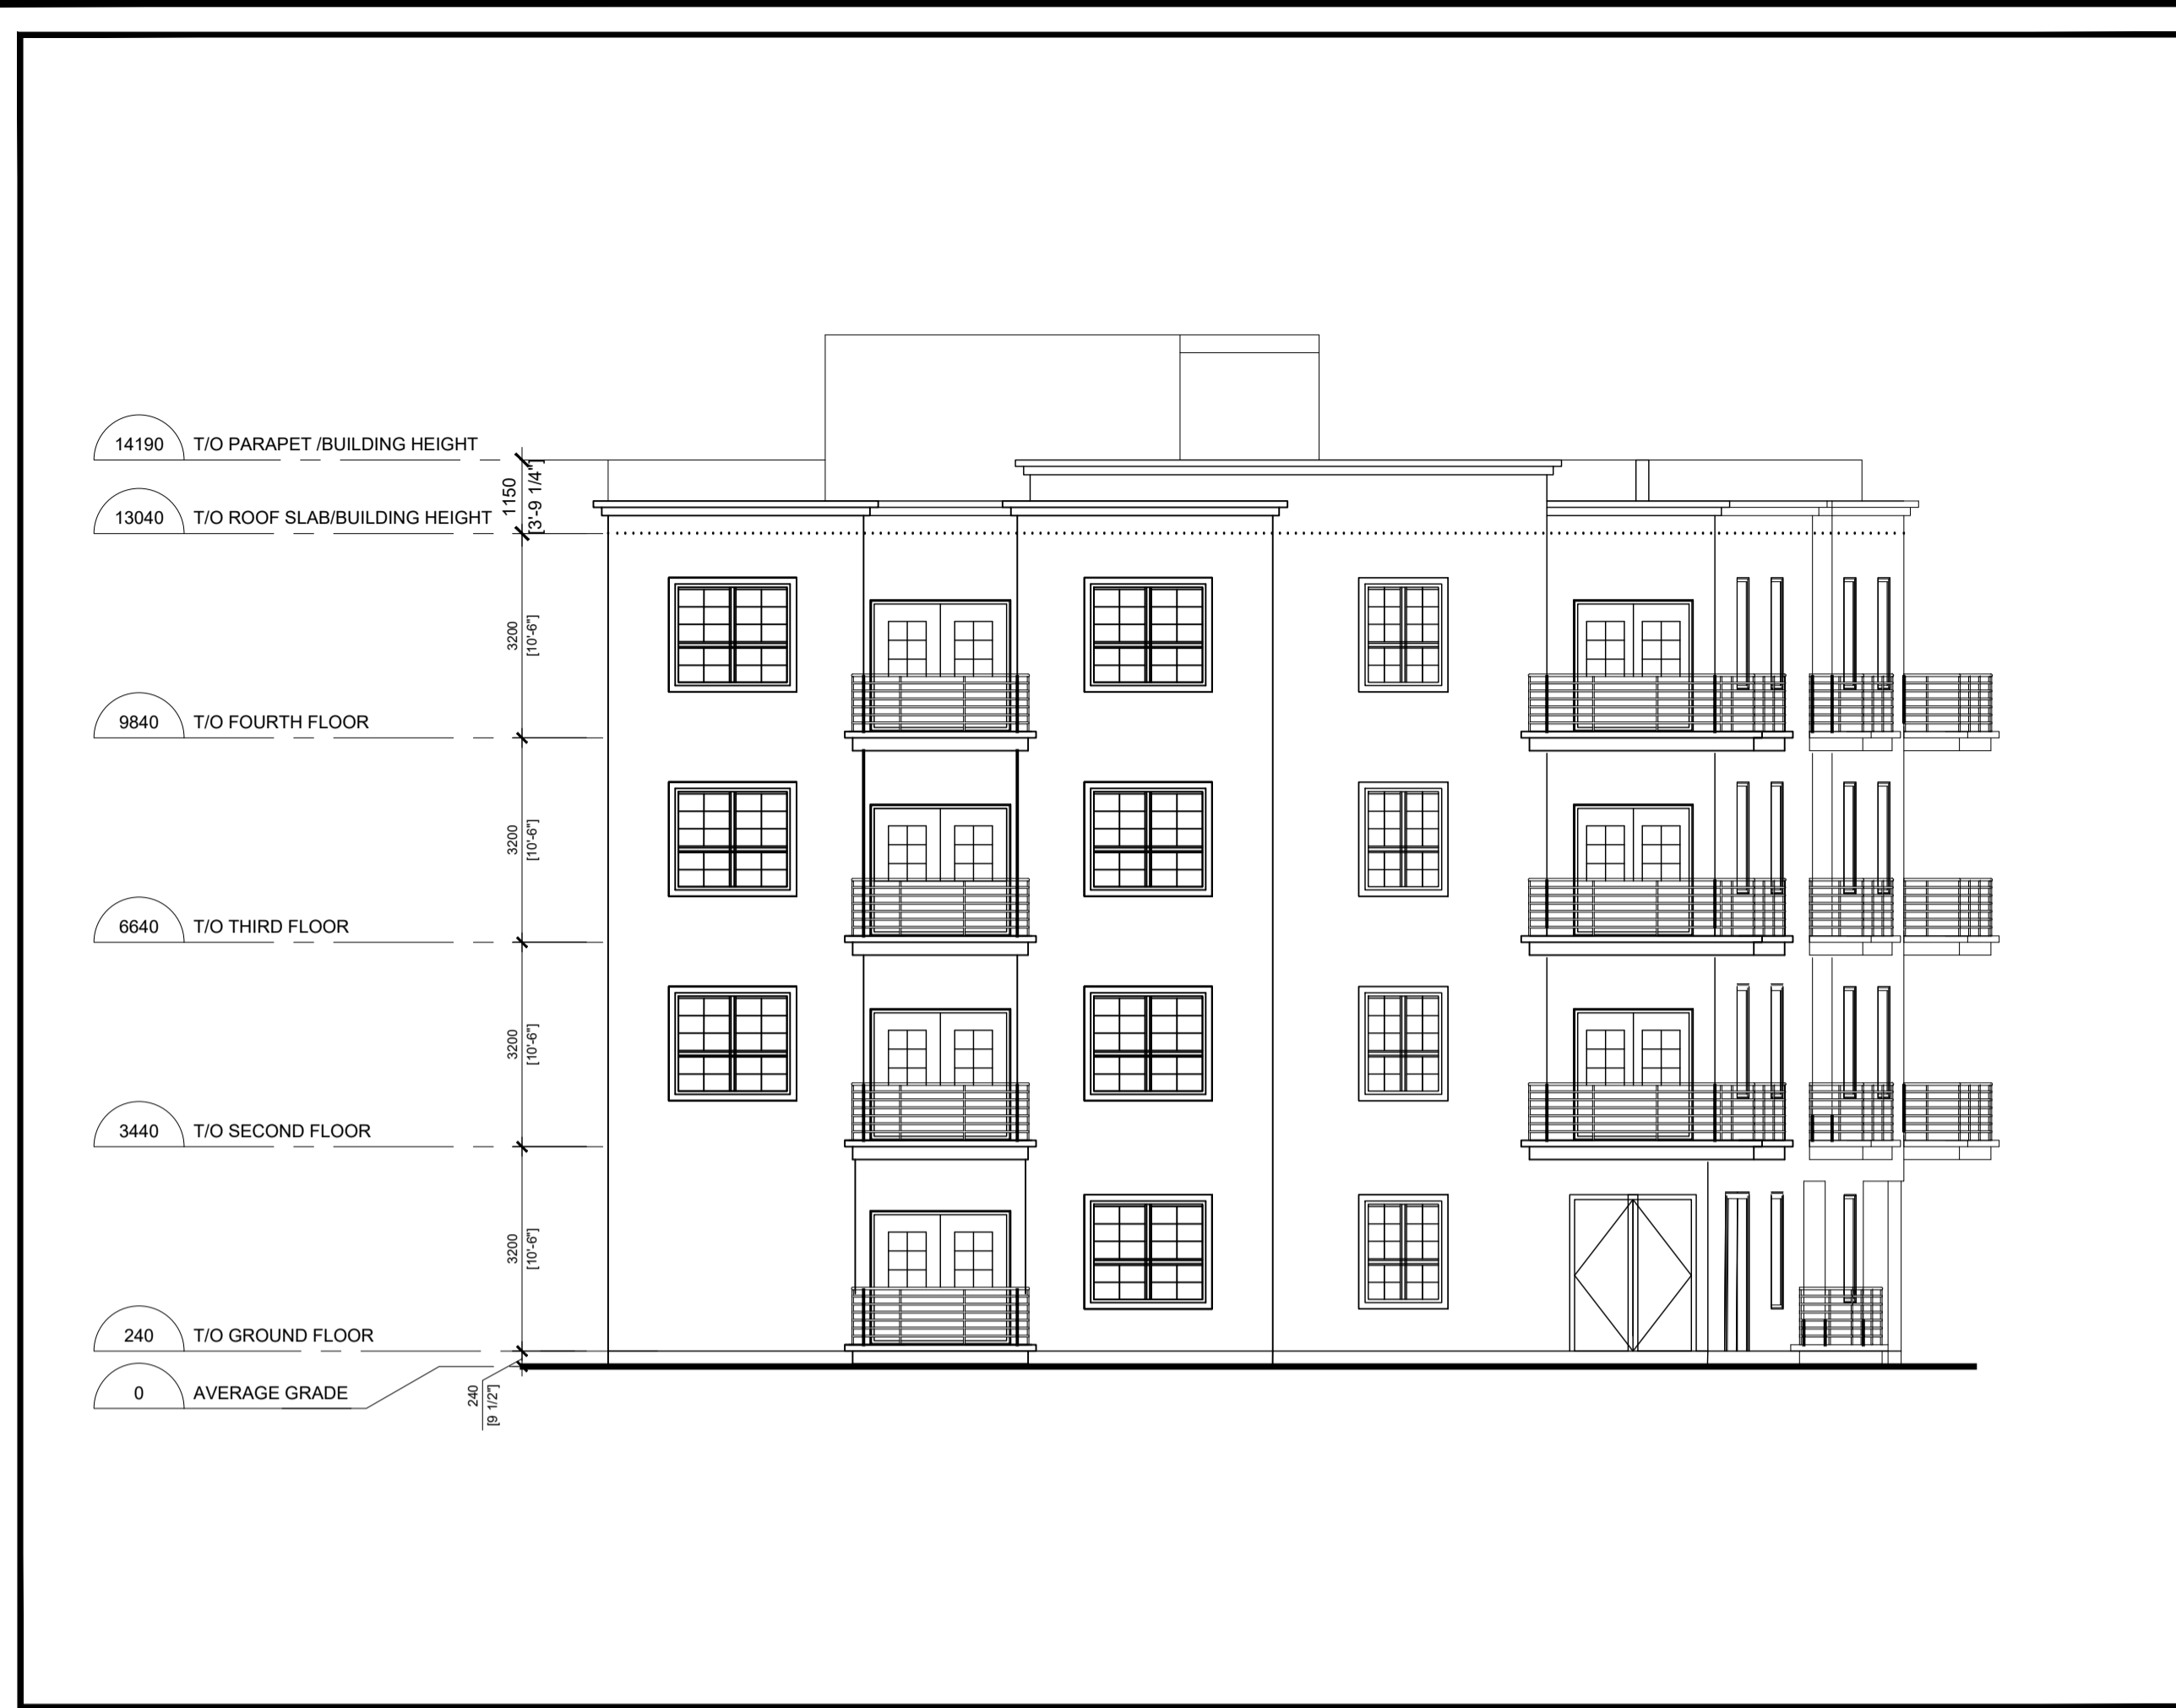 14190 T/O PARAPET /BUILDING HEIGHT
1150
[3'-9 1/4"]
13040 T/O ROOF SLAB/BUILDING HEIGHT
3200
[10'-6"]
9840 T/O FOURTH FLOOR
3200
[10'-6"]
6640 T/O THIRD FLOOR
3200
[10'-6"]
3440 T/O SECOND FLOOR
3200
[10'-6"]
240 T/O GROUND FLOOR
0 AVERAGE GRADE
240
[9 1/2"]